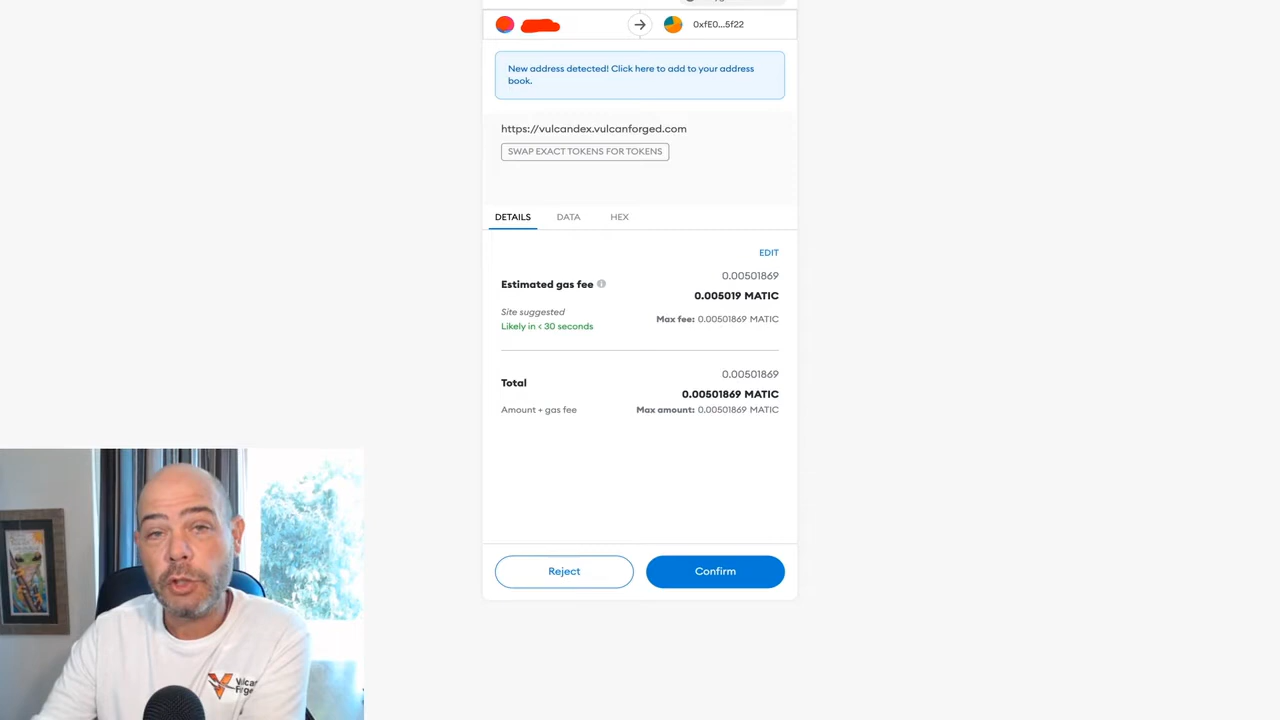 0xfE0...5f22
New address detected! Click here to add to your address
book.
https://vulcandex.vulcanforged.com
SWAP EXACT TOKENS FOR TOKENS
DETAILS DATA HEX
EDIT
0.00501869
Estimated gas fee
0.005019 MATIC
Site suggested
Max fee: 0.00501869 MATIC
Likely in < 30 seconds
0.00501869
Total
0.00501869 MATIC
Amount + gas fee
Max amount: 0.00501869 MATIC
Reject Confirm